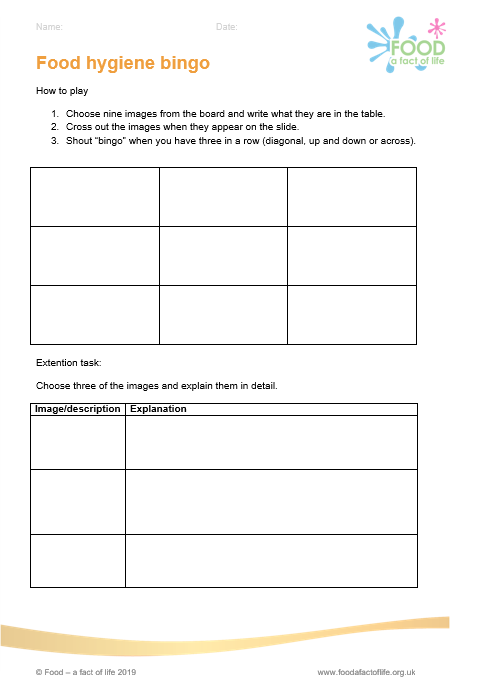 Name:
Date:
FOOD
a fact of life
Food hygiene bingo
How to play
1. Choose nine images from the board and write what they are in the table.
2. Cross out the images when they appear on the slide.
3. Shout “bingo” when you have three in a row (diagonal, up and down or across).
Extention task:
Choose three of the images and explain them in detail.
Image/description Explanation
© Food – a fact of life 2019
www.foodafactoflife.org.uk